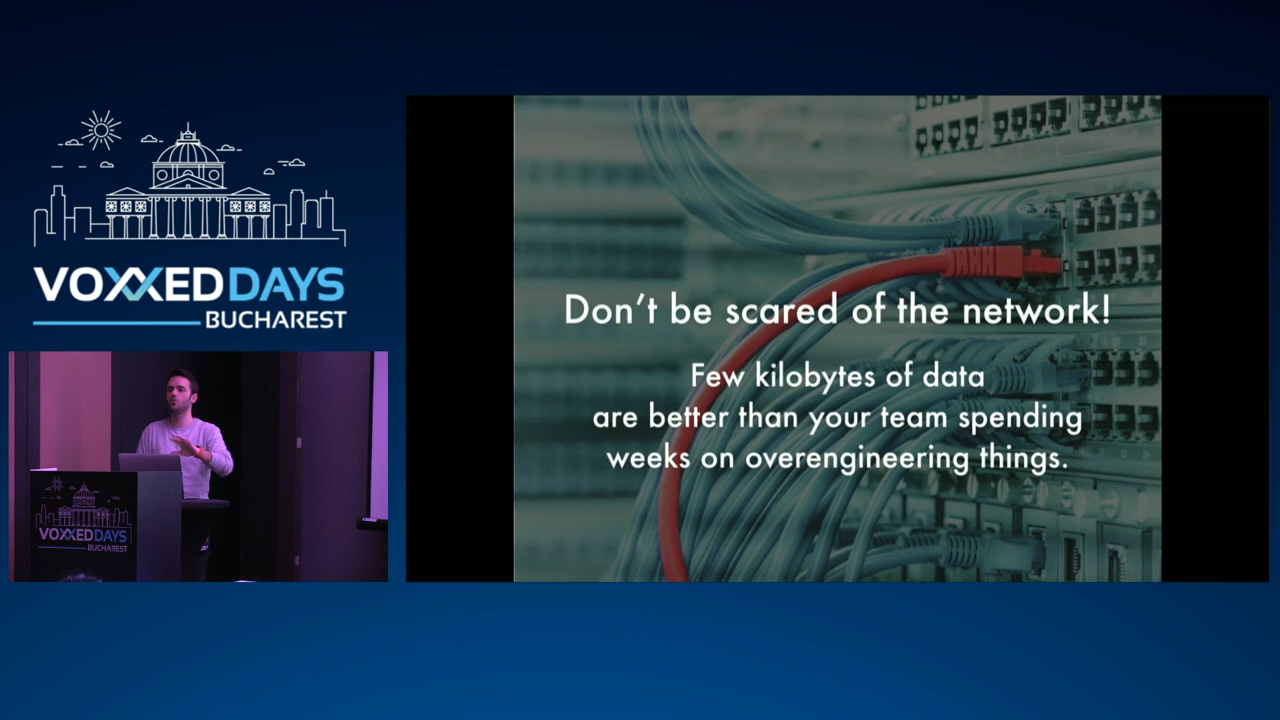 VOXXEDDAYS
BUCHAREST
VOXXEDDAYS
BUCHAREST
Don't be scared of the network!
Few kilobytes of data
are better than your team spending
weeks on overengineering things.